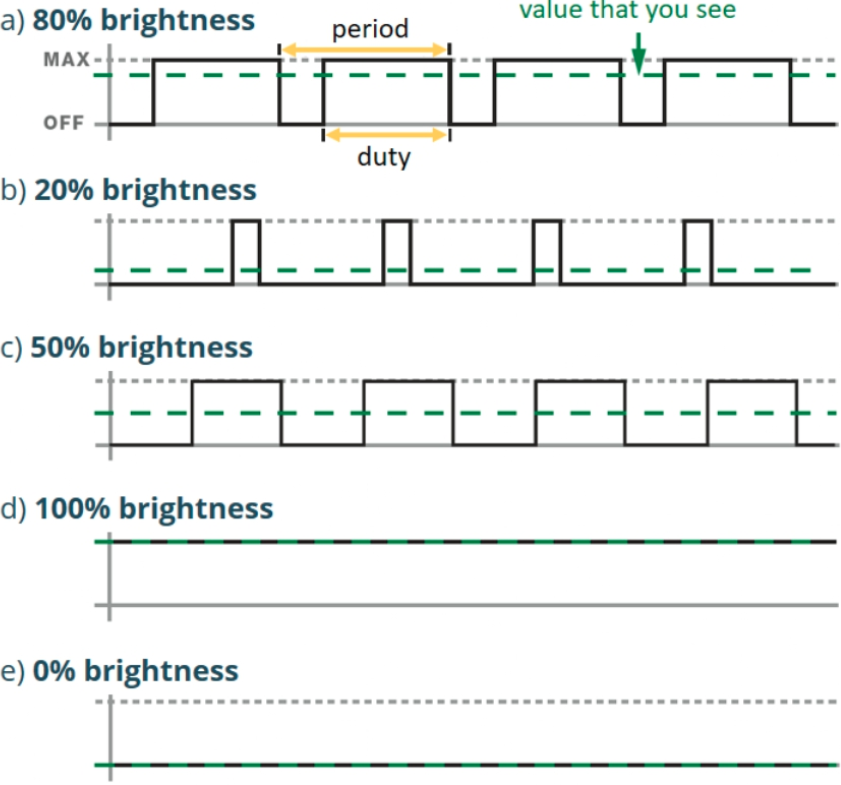 a) 80% brightness
value that you see
period
MAX
OFF
duty
b) 20% brightness
c) 50% brightness
d) 100% brightness
e) 0% brightness